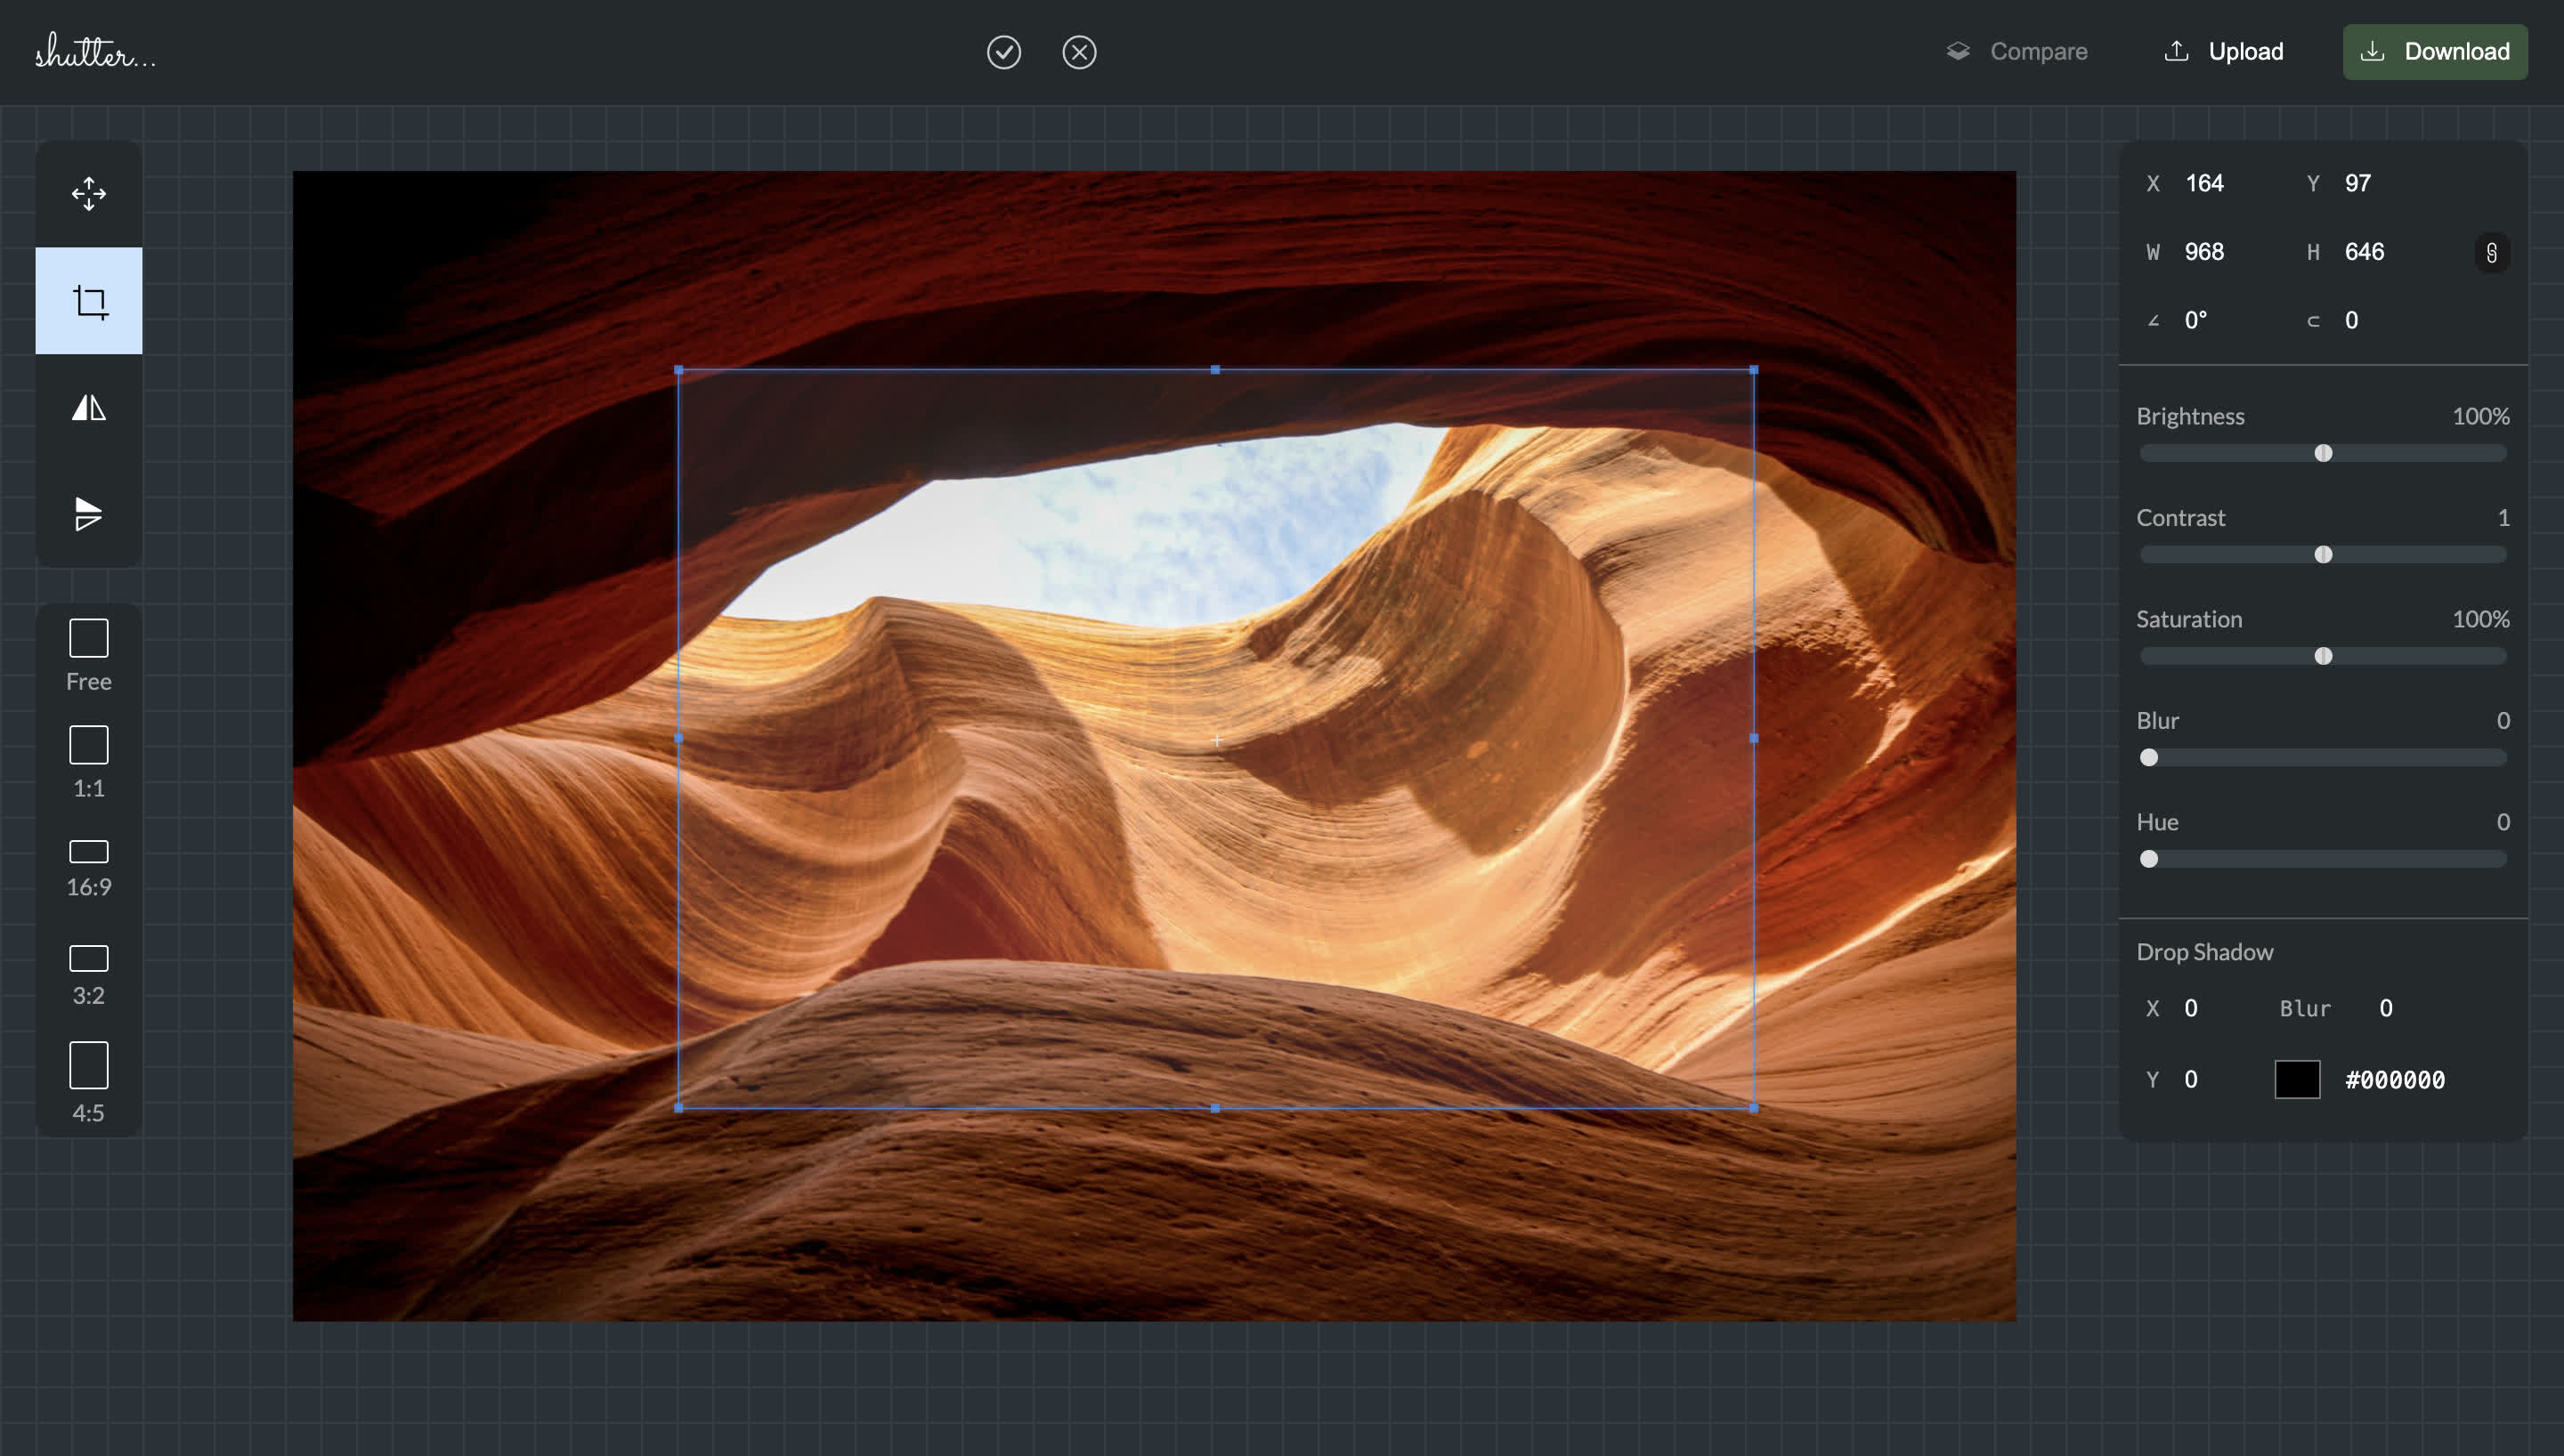 shutter...
Compare
Upload
Download
X 164 Y 97
W 968 H 646
∠ 0° ⊂ 0
Brightness 100%
Contrast 1
Saturation 100%
Blur 0
Hue 0
Drop Shadow
X 0 Blur 0
Y 0 #000000
Free
1:1
16:9
3:2
4:5